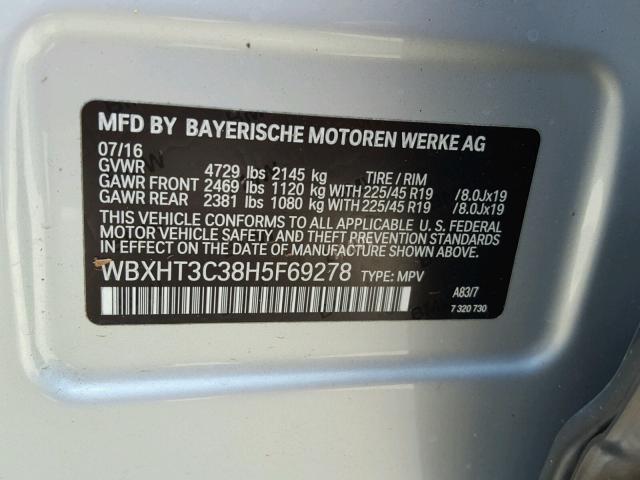 MFD BY BAYERISCHE MOTOREN WERKE AG
07/16
GVWR 4729 lbs 2145 kg TIRE / RIM
GAWR FRONT 2469 lbs 1120 kg WITH 225/45 R19 /8.0Jx19
GAWR REAR 2381 lbs 1080 kg WITH 225/45 R19 /8.0Jx19
THIS VEHICLE CONFORMS TO ALL APPLICABLE U.S. FEDERAL
MOTOR VEHICLE SAFETY AND THEFT PREVENTION STANDARDS
IN EFFECT ON THE DATE OF MANUFACTURE SHOWN ABOVE.
WBXHT3C38H5F69278 TYPE: MPV A83/7
7 320 730